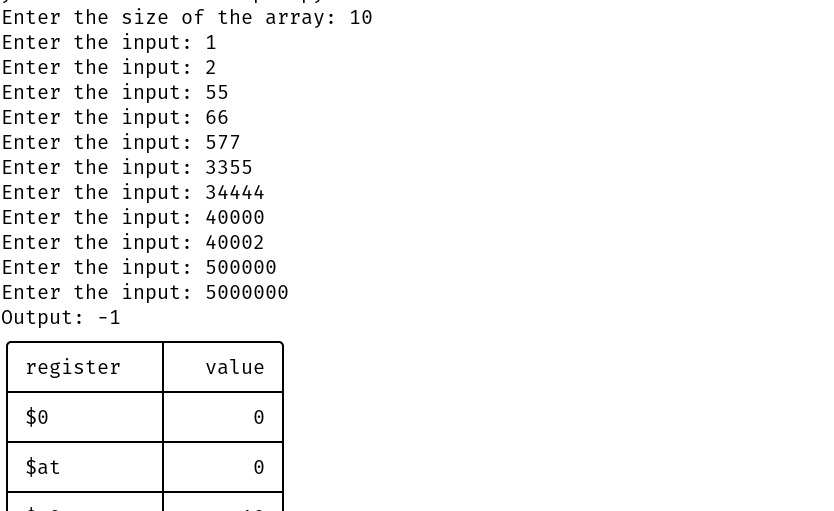 Enter the size of the array: 10
Enter the input: 1
Enter the input: 2
Enter the input: 55
Enter the input: 66
Enter the input: 577
Enter the input: 3355
Enter the input: 34444
Enter the input: 40000
Enter the input: 40002
Enter the input: 500000
Enter the input: 5000000
Output: -1
register value
$0 0
$at 0